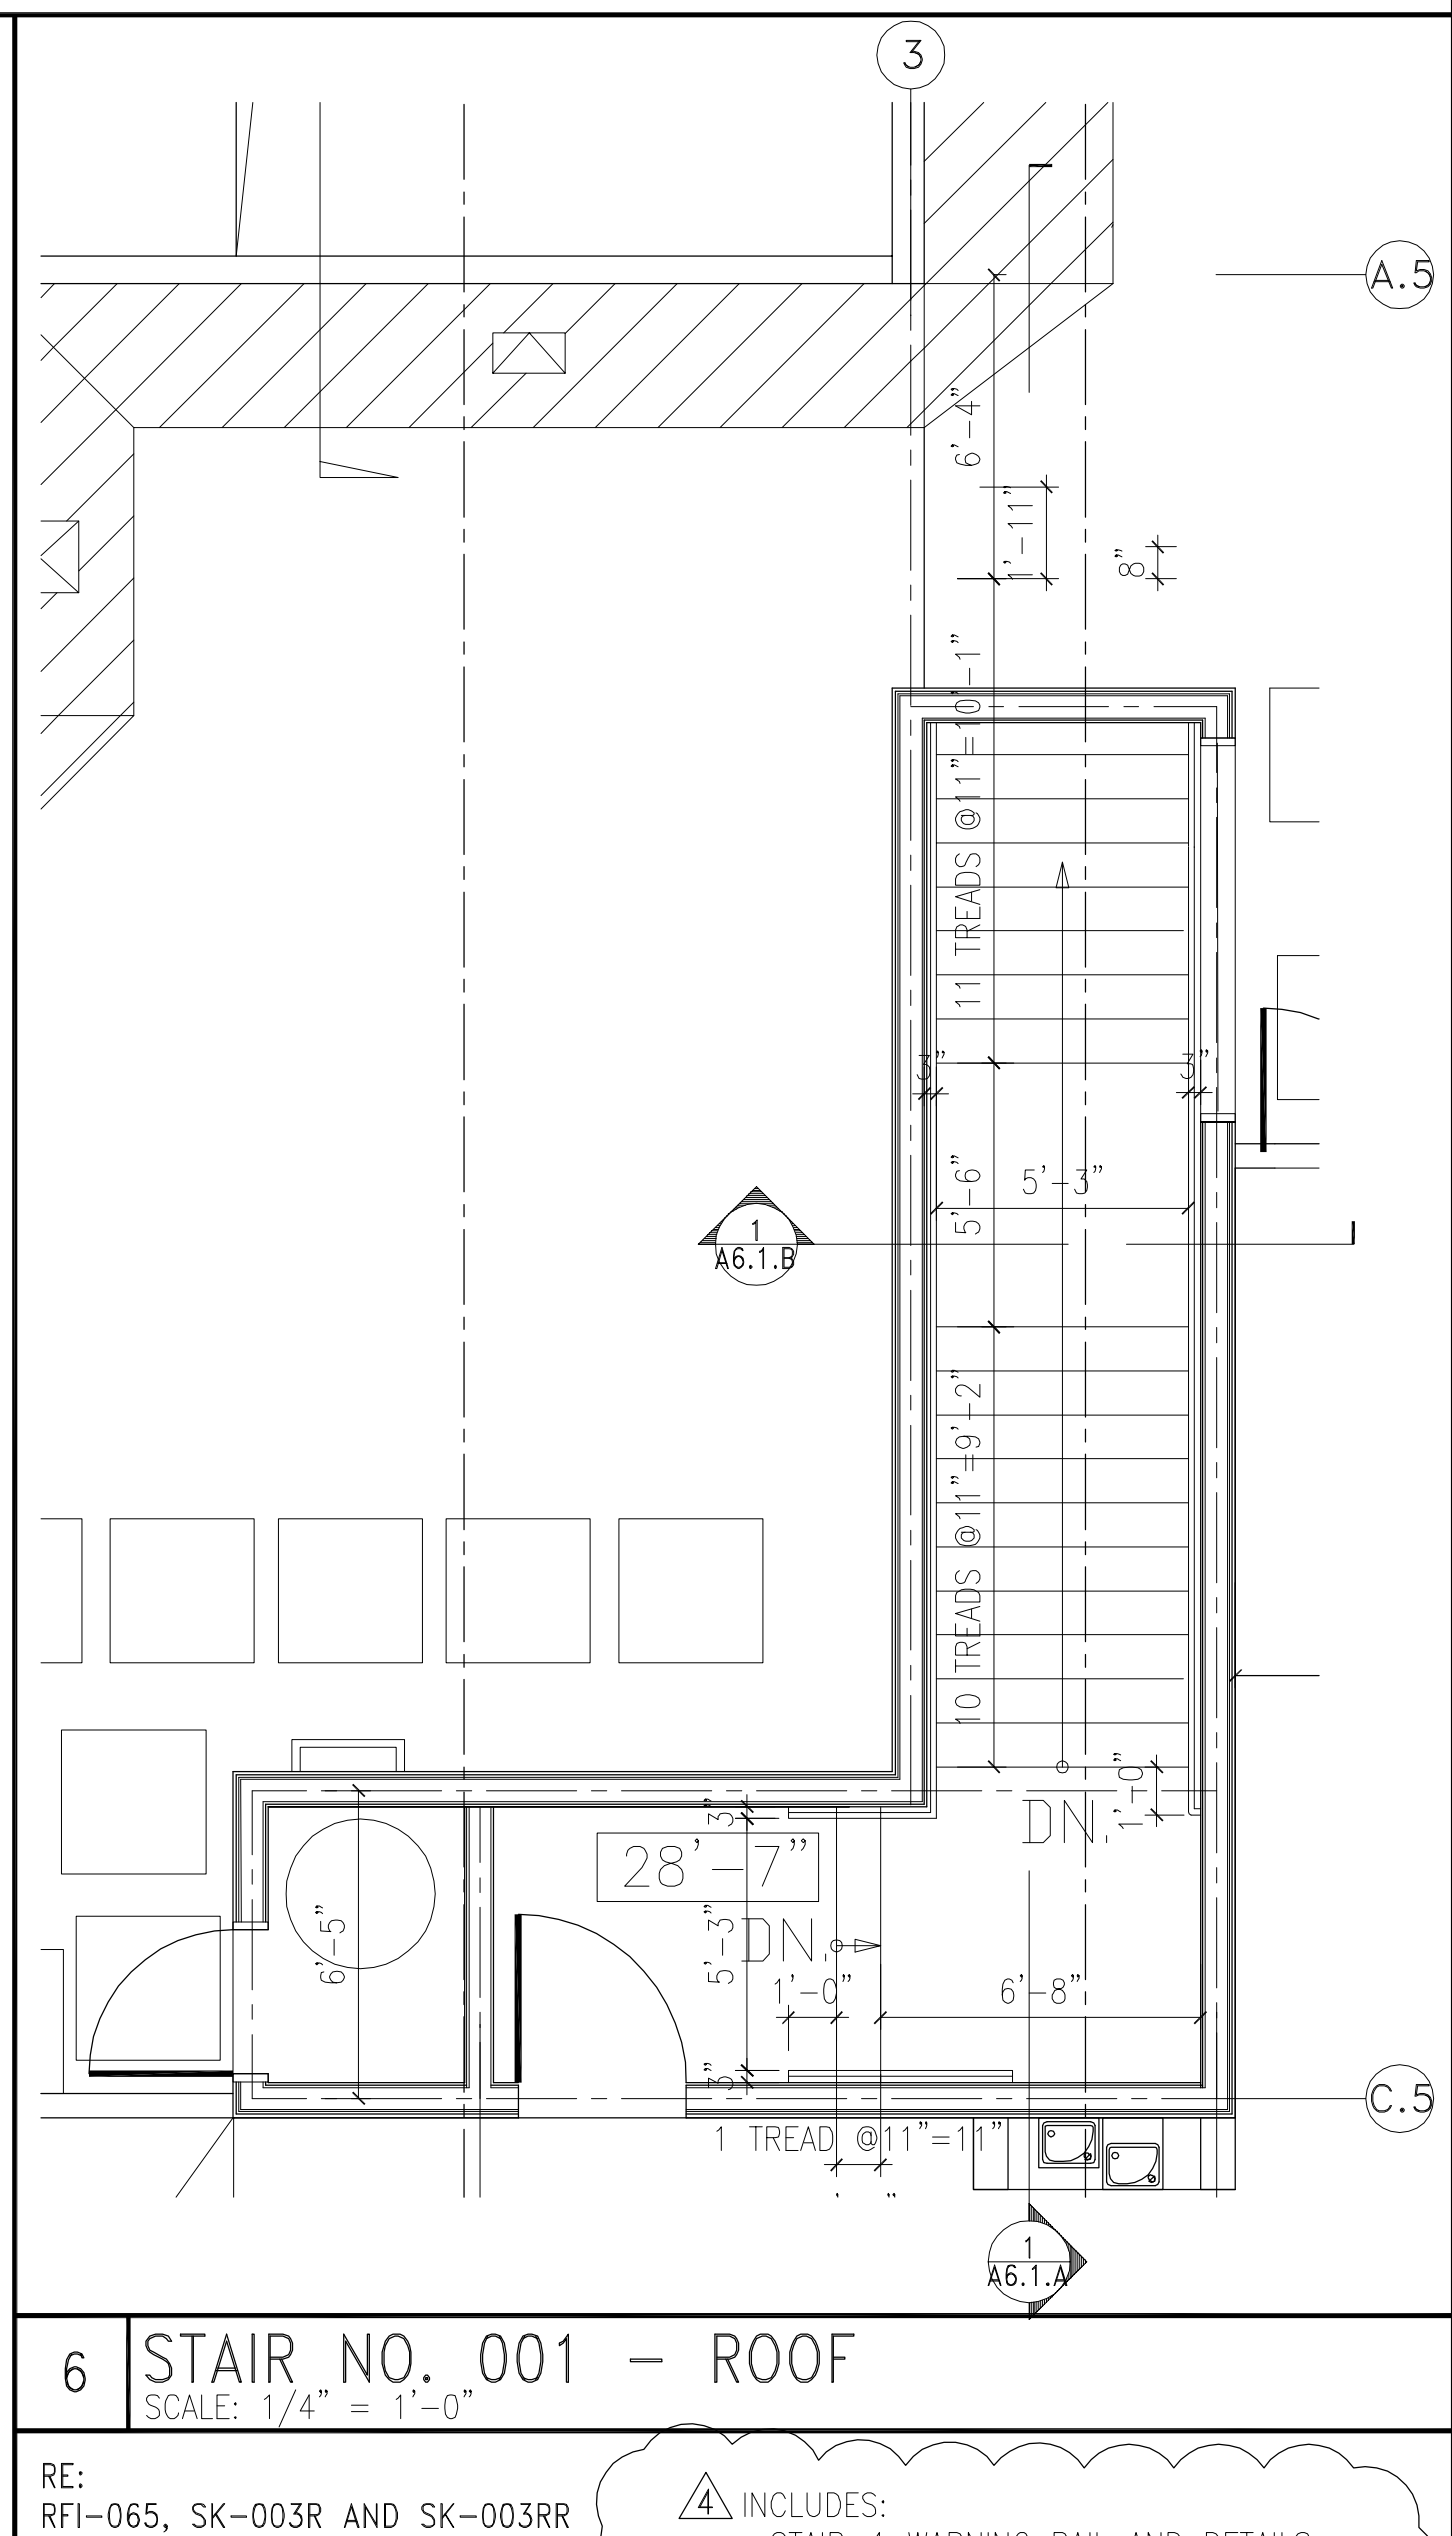 3
A.5
6'-4"
1'-11"
8"
11 TREADS @11"=10'-1"
3"
3"
5'-6"
5'-3"
1
A6.1.B
10 TREADS @11"=9'-2"
DN.
1'-0"
3"
28'-7"
6'-5"
5'-3"
DN.
1'-0"
6'-8"
3"
C.5
1 TREAD @11"=11"
1
A6.1.A
6
STAIR NO. 001 - ROOF
SCALE: 1/4" = 1'-0"
RE:
RFI-065, SK-003R AND SK-003RR
4 INCLUDES: